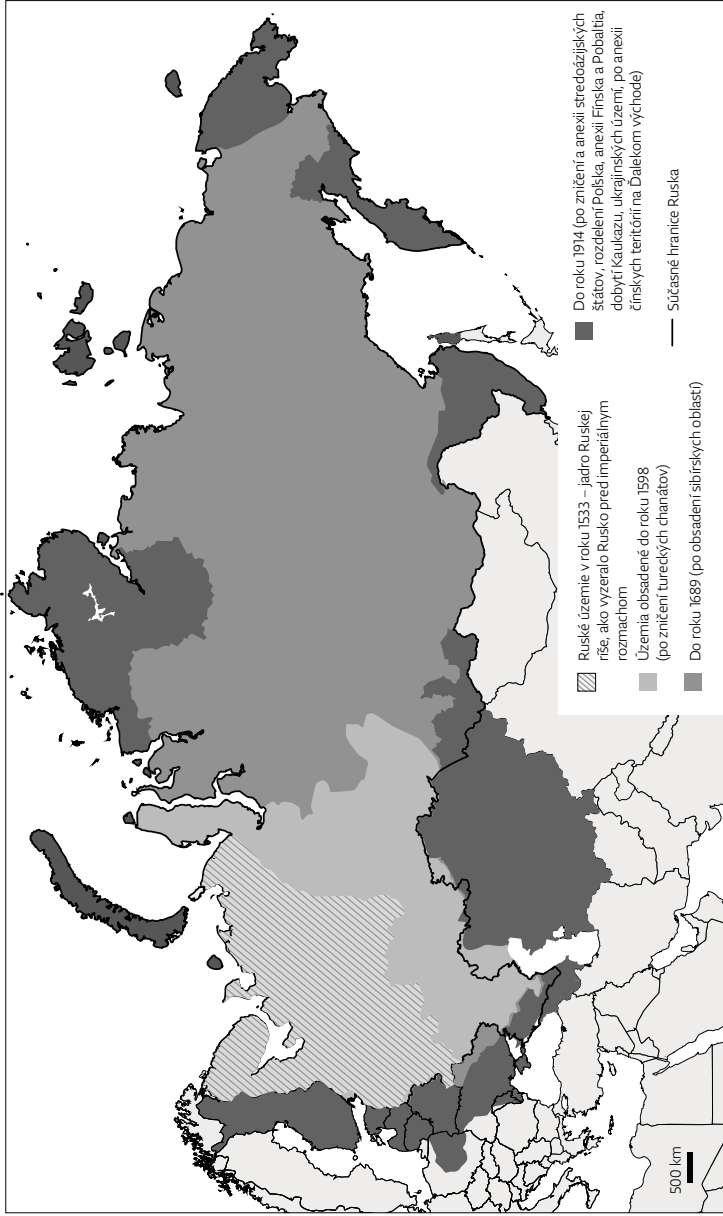 Ruské územie v roku 1533 – jadro Ruskej
ríše, ako vyzeralo Rusko pred imperiálnym
rozmachom
Územia obsadené do roku 1598
(po zničení tureckých chanátov)
Do roku 1689 (po obsadení sibírskych oblastí)
Do roku 1914 (po zničení a anexii stredoázijských
štátov, rozdelení Poľska, anexii Fínska a Pobaltia,
dobytí Kaukazu, ukrajinských území, po anexii
čínskych teritórií na Ďalekom východe)
Súčasné hranice Ruska
500 km